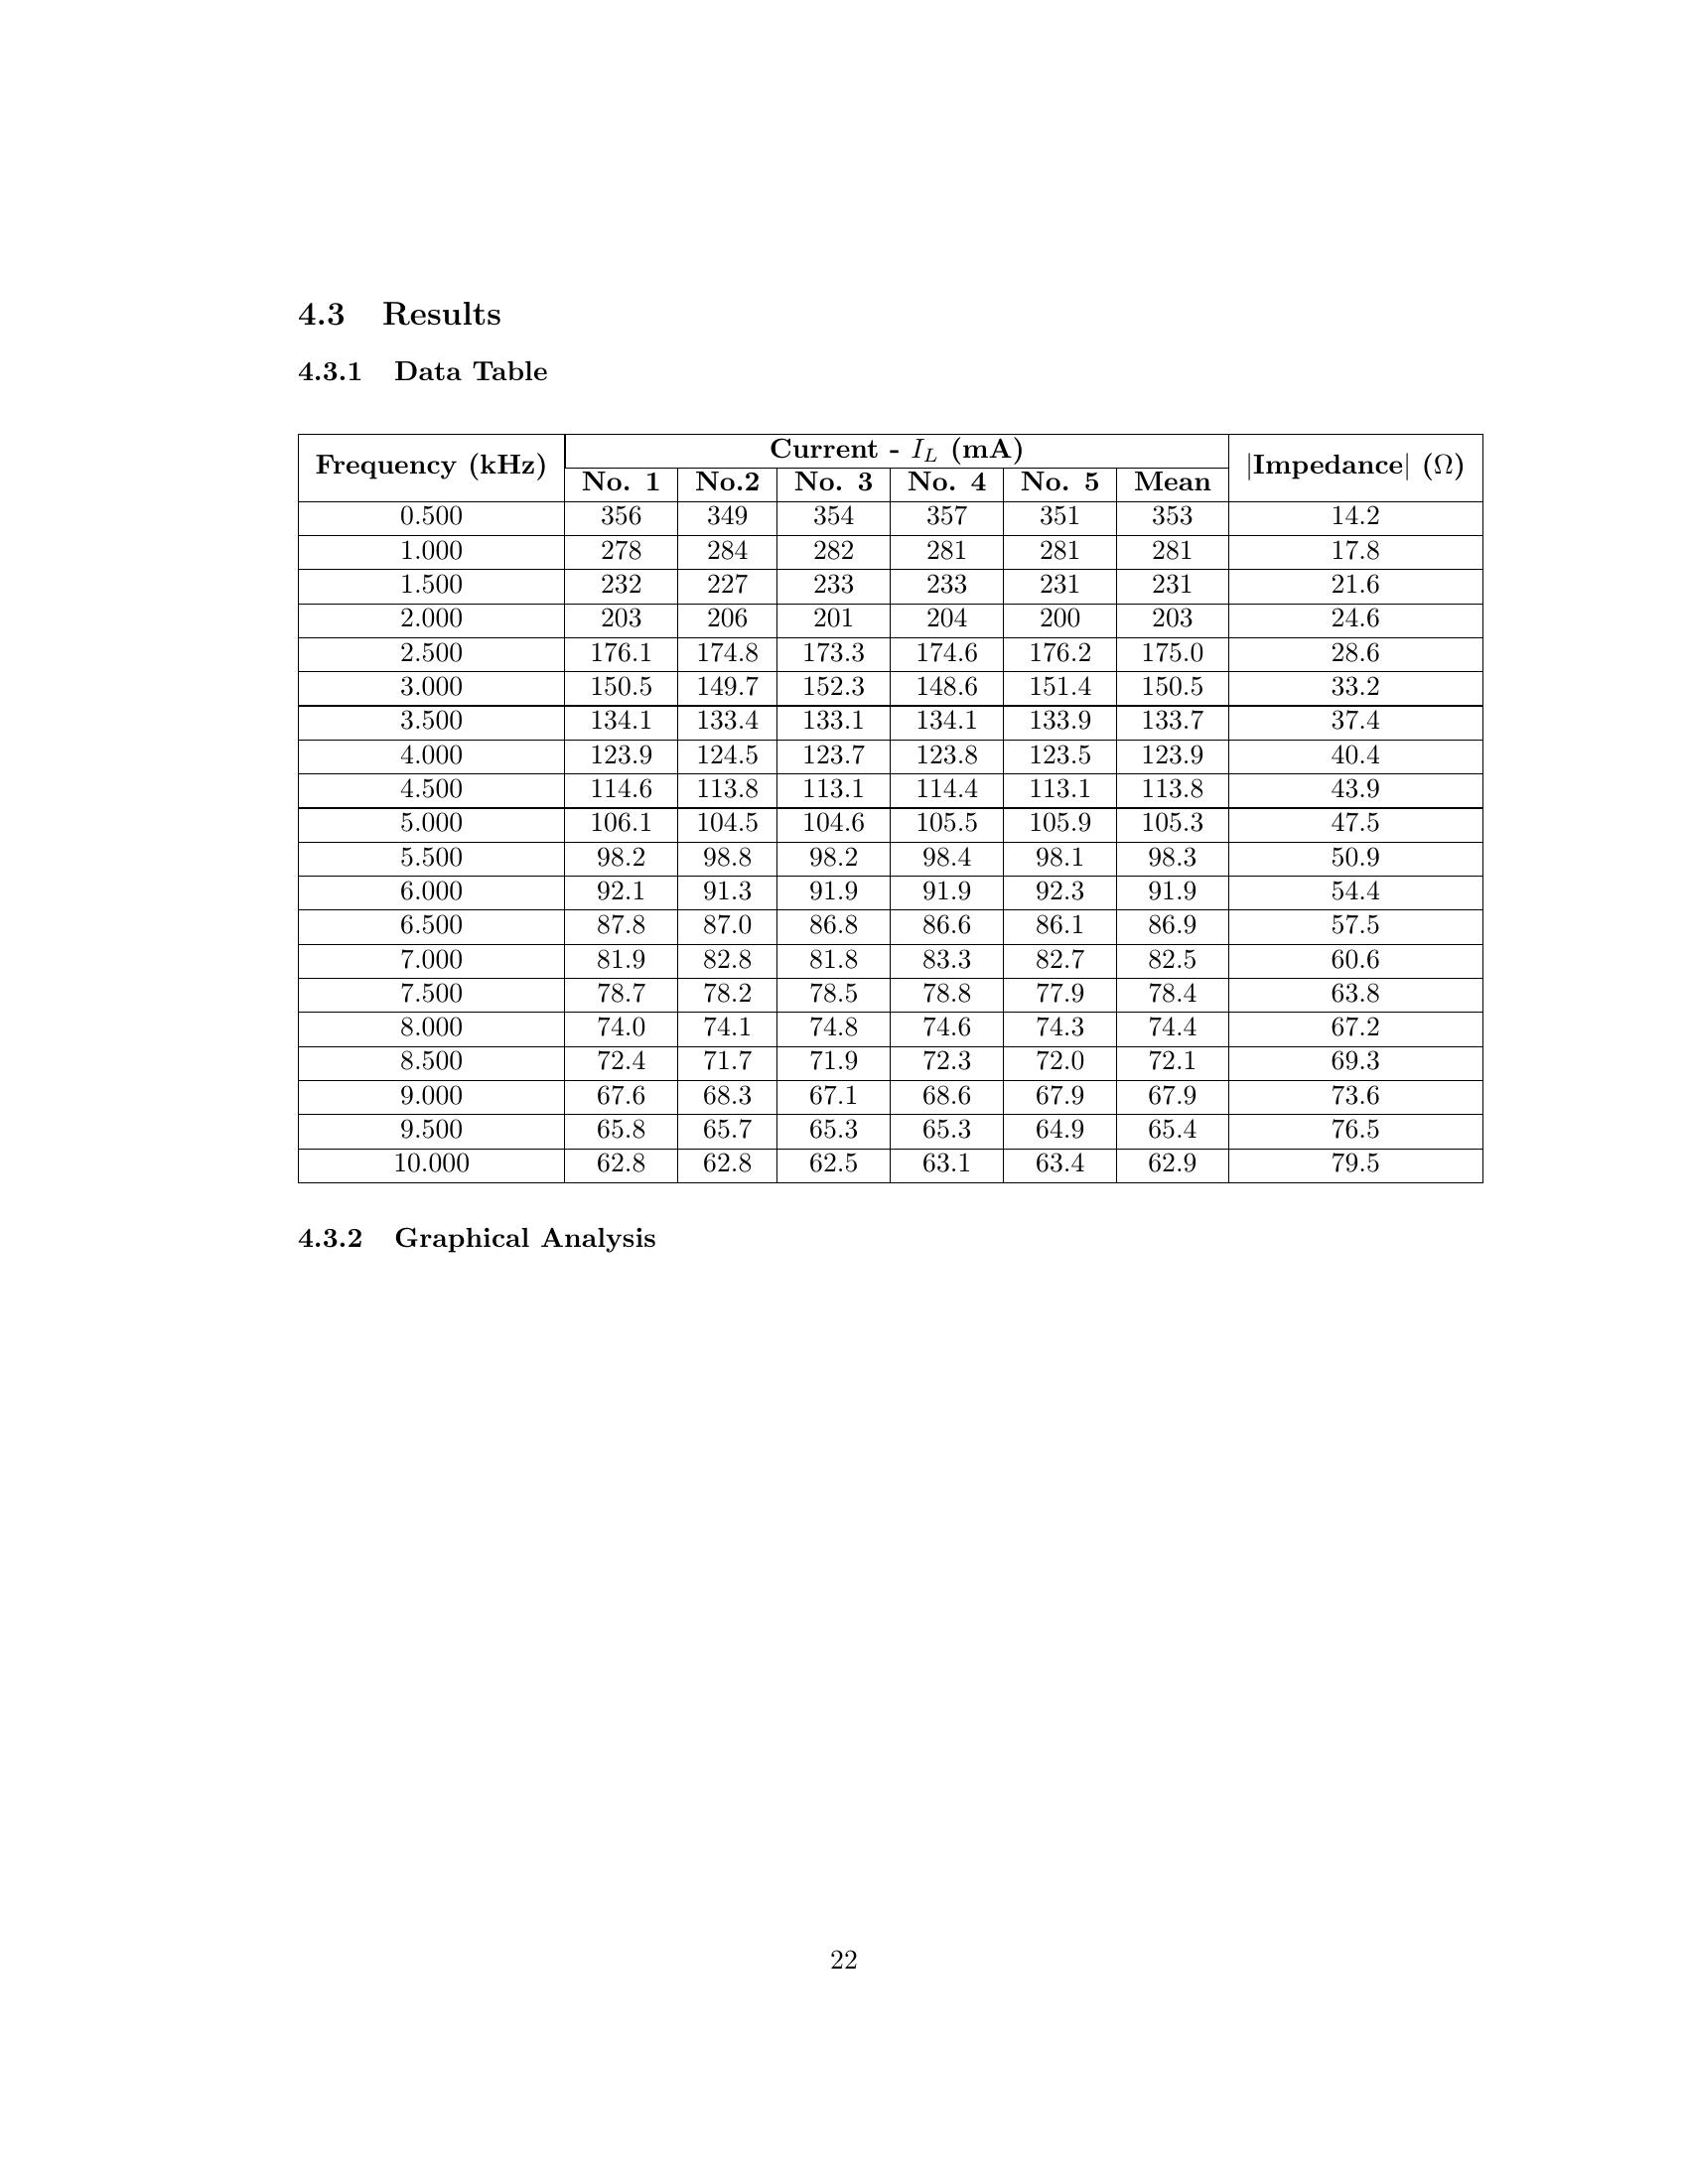 4.3 Results
4.3.1 Data Table
Frequency (kHz) Current - I_L (mA) |Impedance| (Ω)
No. 1 No.2 No. 3 No. 4 No. 5 Mean
0.500 356 349 354 357 351 353 14.2
1.000 278 284 282 281 281 281 17.8
1.500 232 227 233 233 231 231 21.6
2.000 203 206 201 204 200 203 24.6
2.500 176.1 174.8 173.3 174.6 176.2 175.0 28.6
3.000 150.5 149.7 152.3 148.6 151.4 150.5 33.2
3.500 134.1 133.4 133.1 134.1 133.9 133.7 37.4
4.000 123.9 124.5 123.7 123.8 123.5 123.9 40.4
4.500 114.6 113.8 113.1 114.4 113.1 113.8 43.9
5.000 106.1 104.5 104.6 105.5 105.9 105.3 47.5
5.500 98.2 98.8 98.2 98.4 98.1 98.3 50.9
6.000 92.1 91.3 91.9 91.9 92.3 91.9 54.4
6.500 87.8 87.0 86.8 86.6 86.1 86.9 57.5
7.000 81.9 82.8 81.8 83.3 82.7 82.5 60.6
7.500 78.7 78.2 78.5 78.8 77.9 78.4 63.8
8.000 74.0 74.1 74.8 74.6 74.3 74.4 67.2
8.500 72.4 71.7 71.9 72.3 72.0 72.1 69.3
9.000 67.6 68.3 67.1 68.6 67.9 67.9 73.6
9.500 65.8 65.7 65.3 65.3 64.9 65.4 76.5
10.000 62.8 62.8 62.5 63.1 63.4 62.9 79.5
4.3.2 Graphical Analysis
22